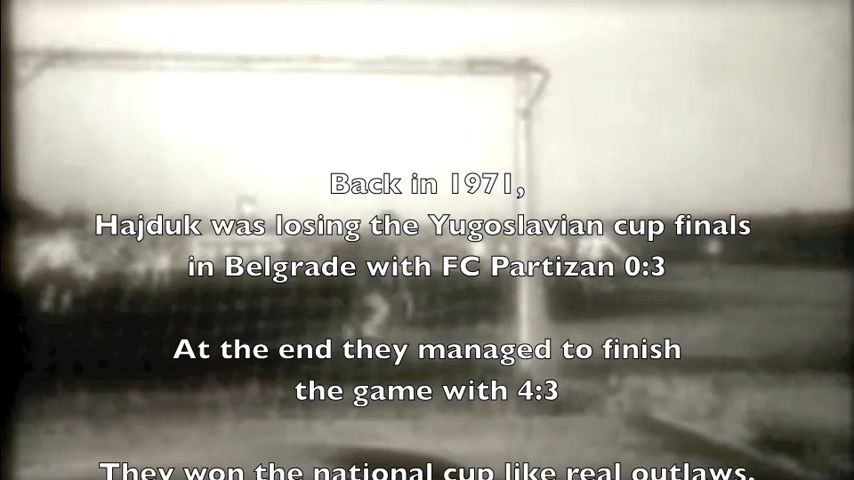 Back in 1971,
Hajduk was losing the Yugoslavian cup finals
in Belgrade with FC Partizan 0:3
At the end they managed to finish
the game with 4:3
They won the national cup like real outlaws.